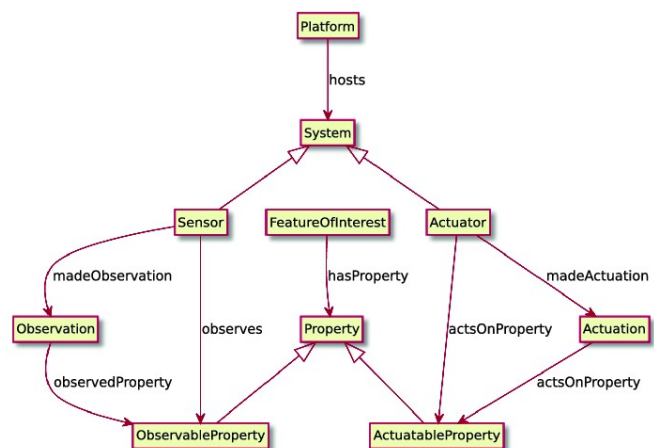 Platform
hosts
System
Sensor
FeatureOfInterest
Actuator
madeObservation
hasProperty
madeActuation
Observation
observes
Property
actsOnProperty
Actuation
observedProperty
actsOnProperty
ObservableProperty
ActuatableProperty